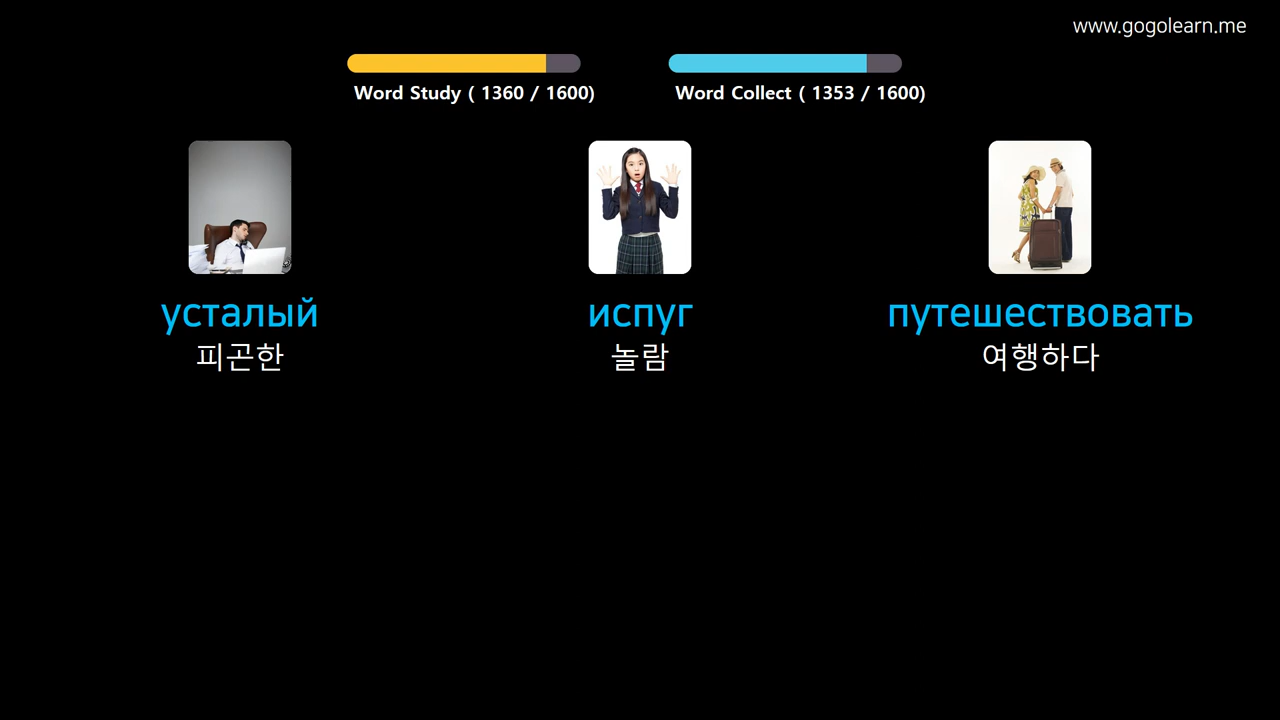 www.gogolearn.me
Word Study ( 1360 / 1600)
Word Collect ( 1353 / 1600)
усталый
испуг
путешествовать
피곤한
놀람
여행하다